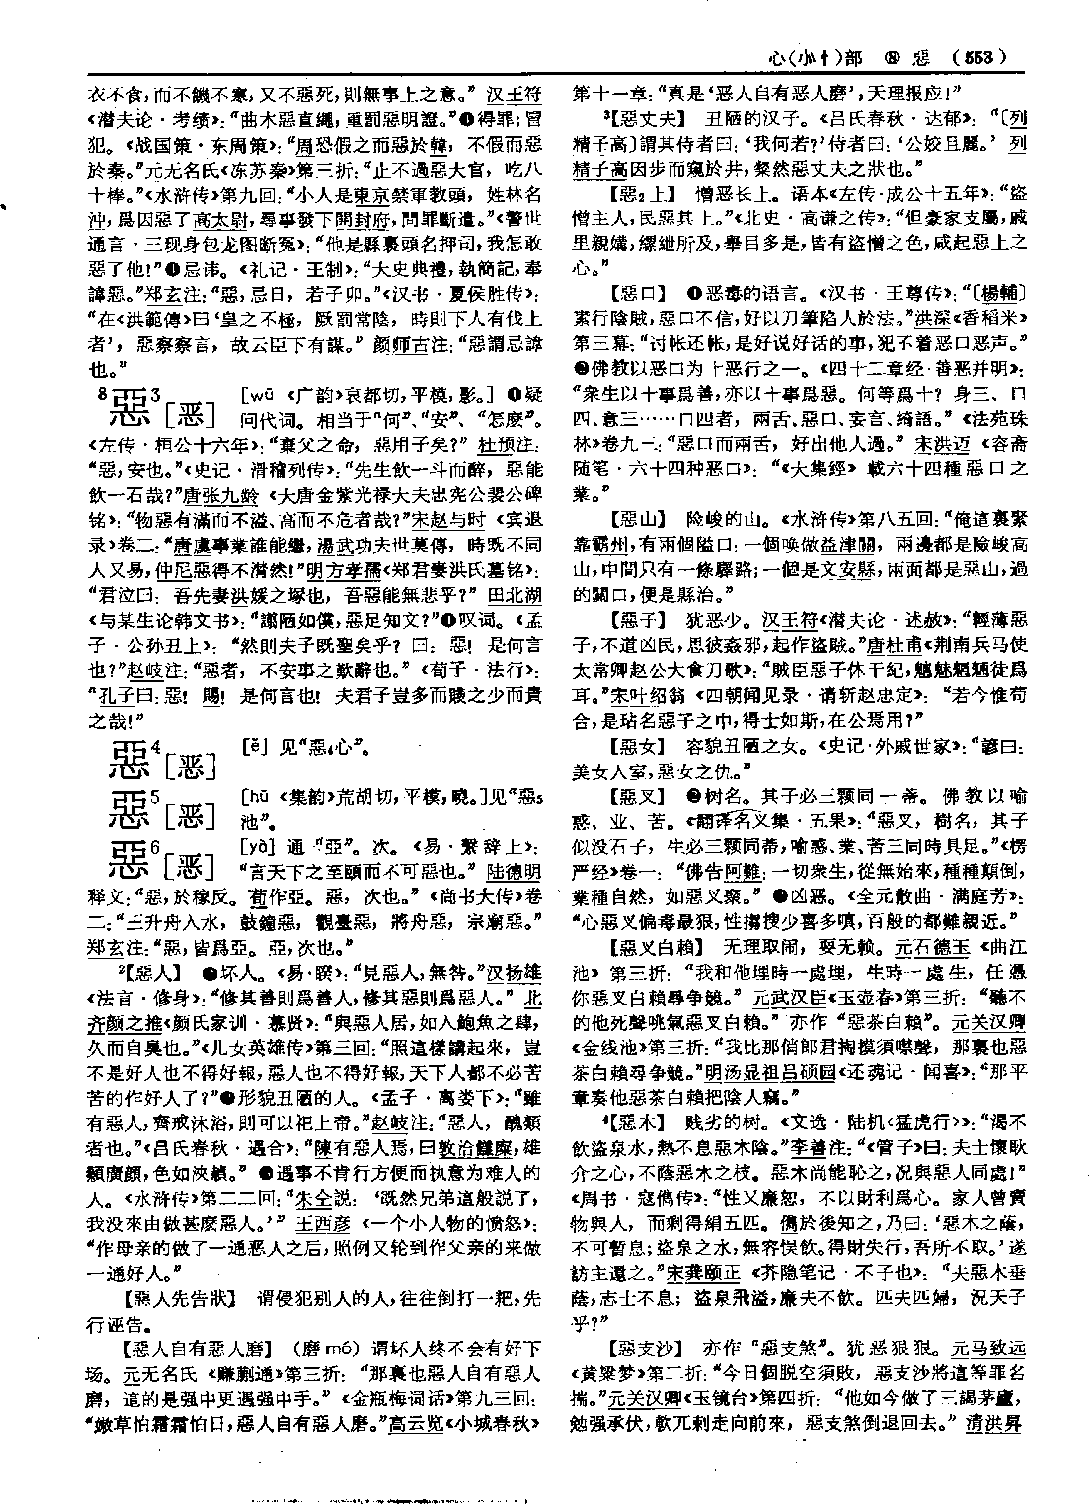 心(小忄)部 ⑧ 惡 (553)
衣不食,而不饑不寒,又不惡死,則無事上之意。”汉王符
《潜夫论·考绩》:“曲木惡直繩,重罰惡明證。”❶得罪;冒
犯。《战国策·东周策》:“周恐假之而惡於韓,不假而惡
於秦。”元无名氏《冻苏秦》第三折:“止不過惡大官,吃八
十棒。”《水浒传》第九回:“小人是東京禁軍教頭,姓林名
沖,爲因惡了高太尉,尋事發下開封府,問罪斷遣。”《警世
通言·三现身包龙图断冤》:“他是縣裏頭名押司,我怎敢
惡了他!”❶忌讳。《礼记·王制》:“大史典禮,執簡記,奉
諱惡。”郑玄注:“惡,忌日,若子卯。”《汉书·夏侯胜传》:
“在《洪範傳》曰‘皇之不極,厥罰常陰,時則下人有伐上
者’,惡察察言,故云臣下有謀。”颜师古注:“惡謂忌諱
也。”
8惡3[恶] [wū 《广韵》哀都切,平模,影。] ❶疑
问代词。相当于“何”、“安”、“怎麽”。
《左传·桓公十六年》:“棄父之命,惡用子矣?”杜预注:
“惡,安也。”《史记·滑稽列传》:“先生飲一斗而醉,惡能
飲一石哉?”唐张九龄《大唐金紫光禄大夫忠宪公裴公碑
铭》:“物惡有滿而不溢、高而不危者哉?”宋赵与时《宾退
录》卷二:“唐虞事業誰能繼,湯武功夫世莫傳,時既不同
人又易,仲尼惡得不潸然!”明方孝孺《郑君妻洪氏墓铭》:
“君泣曰:吾先妻洪媛之塚也,吾惡能無悲乎?”田北湖
《与某生论韩文书》:“譾陋如僕,惡足知文?”❶叹词。《孟
子·公孙丑上》:“然則夫子既聖矣乎?曰:惡!是何言
也?”赵岐注:“惡者,不安事之歎辭也。”《荀子·法行》:
“孔子曰:惡!賜!是何言也!夫君子豈多而賤之少而貴
之哉!”
惡4[恶] [ě] 见“惡4心”。
惡5[恶] [hū 《集韵》荒胡切,平模,曉。]见“惡5
池”。
惡6[恶] [yà] 通“亞”。次。《易·繫辞上》:
“言天下之至賾而不可惡也。”陆德明
释文:“惡,於嫁反。荀作亞。惡,次也。”《尚书大传》卷
二:“三升舟入水,鼓鐘惡,觀臺惡,將舟惡,宗廟惡。”
郑玄注:“惡,皆爲亞。亞,次也。”
2【惡人】 ❶坏人。《易·睽》:“見惡人,無咎。”汉扬雄
《法言·修身》:“修其善則爲善人,修其惡則爲惡人。”北
齐颜之推《颜氏家训·慕贤》:“與惡人居,如入鮑魚之肆,
久而自臭也。”《儿女英雄传》第三回:“照這樣講起來,豈
不是好人也不得好報,惡人也不得好報,天下人都不必苦
苦的作好人了?”❷形貌丑陋的人。《孟子·离娄下》:“雖
有惡人,齊戒沐浴,則可以祀上帝。”赵岐注:“惡人,醜類
者也。”《吕氏春秋·遇合》:“陳有惡人焉,曰敦洽讎麋,雄
顙廣顔,色如浹赬。”❸遇事不肯行方便而执意为难人的
人。《水浒传》第二二回:“朱仝説:‘既然兄弟這般説了,
我没來由做甚麽惡人。’”王西彦《一个小人物的愤怒》:
“作母亲的做了一通恶人之后,照例又轮到作父亲的来做
一通好人。”
【惡人先告狀】 谓侵犯别人的人,往往倒打一耙,先
行诬告。
【惡人自有惡人磨】 (磨 mó) 谓坏人终不会有好下
场。元无名氏《賺蒯通》第三折:“那裏也惡人自有惡人
磨,這的是强中更遇强中手。”《金瓶梅词话》第九三回:
“嫩草怕霜霜怕日,惡人自有惡人磨。”高云览《小城春秋》
第十一章:“真是‘恶人自有恶人磨’,天理报应!”
3【惡丈夫】 丑陋的汉子。《吕氏春秋·达郁》:“〔列
精子高〕謂其侍者曰:‘我何若?’侍者曰:‘公姣且麗。’列
精子高因步而窺於井,粲然惡丈夫之狀也。”
【惡2上】 憎恶长上。语本《左传·成公十五年》:“盜
憎主人,民惡其上。”《北史·高谦之传》:“但豪家支屬,戚
里親媾,縲紲所及,舉目多是,皆有盜憎之色,咸起惡上之
心。”
【惡口】 ❶恶毒的语言。《汉书·王尊传》:“〔楊輔〕
素行陰賊,惡口不信,好以刀筆陷人於法。”洪深《香稻米》
第三幕:“讨帐还帐,是好说好话的事,犯不着恶口恶声。”
❷佛教以恶口为十恶行之一。《四十二章经·善恶并明》:
“衆生以十事爲善,亦以十事爲惡。何等爲十?身三、口
四、意三……口四者,兩舌、惡口、妄言、綺語。”《法苑珠
林》卷九一:“惡口而兩舌,好出他人過。”宋洪迈《容斋
随笔·六十四种恶口》:“《大集經》載六十四種惡口之
業。”
【惡山】 险峻的山。《水浒传》第八五回:“俺這裏緊
靠霸州,有兩個隘口:一個唤做益津關,兩邊都是險峻高
山,中間只有一條驛路;一個是文安縣,兩面都是惡山,過
的關口,便是縣治。”
【惡子】 犹恶少。汉王符《潜夫论·述赦》:“輕薄惡
子,不道凶民,思彼姦邪,起作盜賊。”唐杜甫《荆南兵马使
太常卿赵公大食刀歌》:“賊臣惡子休干紀,魑魅魍魎徒爲
耳。”宋叶绍翁《四朝闻见录·请斩赵忠定》:“若今惟苟
合,是玷名惡子之巾,得士如斯,在公焉用?”
【惡女】 容貌丑陋之女。《史记·外戚世家》:“諺曰:
美女入室,惡女之仇。”
【惡叉】 ❶树名。其子必三颗同一蒂。佛教以喻
惑、业、苦。《翻译名义集·五果》:“惡叉,樹名,其子
似没石子,生必三顆同蒂,喻惑、業、苦三同時具足。”《楞
严经》卷一:“佛告阿難:一切衆生,從無始來,種種顛倒,
業種自然,如惡叉聚。”❷凶恶。《全元散曲·满庭芳》:
“心惡叉偏毒最狠,性搊搜少喜多嗔,百般的都難親近。”
【惡叉白賴】 无理取闹,耍无赖。元石德玉《曲江
池》第三折:“我和他埋時一處埋,生時一處生,任憑
你惡叉白賴尋爭競。”元武汉臣《玉壶春》第三折:“聽不
的他死聲咷氣惡叉白賴。”亦作“惡茶白賴”。元关汉卿
《金线池》第三折:“我比那俏郎君掏摸須噤聲,那裏也惡
茶白賴尋爭競。”明汤显祖吕硕园《还魂记·闻喜》:“那平
章奏他惡茶白賴把陰人竊。”
4【惡木】 贱劣的树。《文选·陆机〈猛虎行〉》:“渴不
飲盜泉水,熱不息惡木陰。”李善注:“《管子》曰:夫士懷耿
介之心,不蔭惡木之枝。惡木尚能恥之,况與惡人同處!”
《周书·寇儁传》:“性又廉恕,不以財利爲心。家人曾賣
物與人,而剩得絹五匹。儁於後知之,乃曰:‘惡木之蔭,
不可暫息;盜泉之水,無容悮飲。得財失行,吾所不取。’遂
訪主還之。”宋龚颐正《芥隐笔记·不子也》:“夫惡木垂
蔭,志士不息;盜泉飛溢,廉夫不飲。匹夫匹婦,況天子
乎?”
【惡支沙】 亦作“惡支煞”。犹恶狠狠。元马致远
《黄粱梦》第二折:“今日個脱空須敗,惡支沙將這等罪名
揣。”元关汉卿《玉镜台》第四折:“他如今做了三謁茅廬,
勉强承伏,軟兀剌走向前來,惡支煞倒退回去。”清洪昇